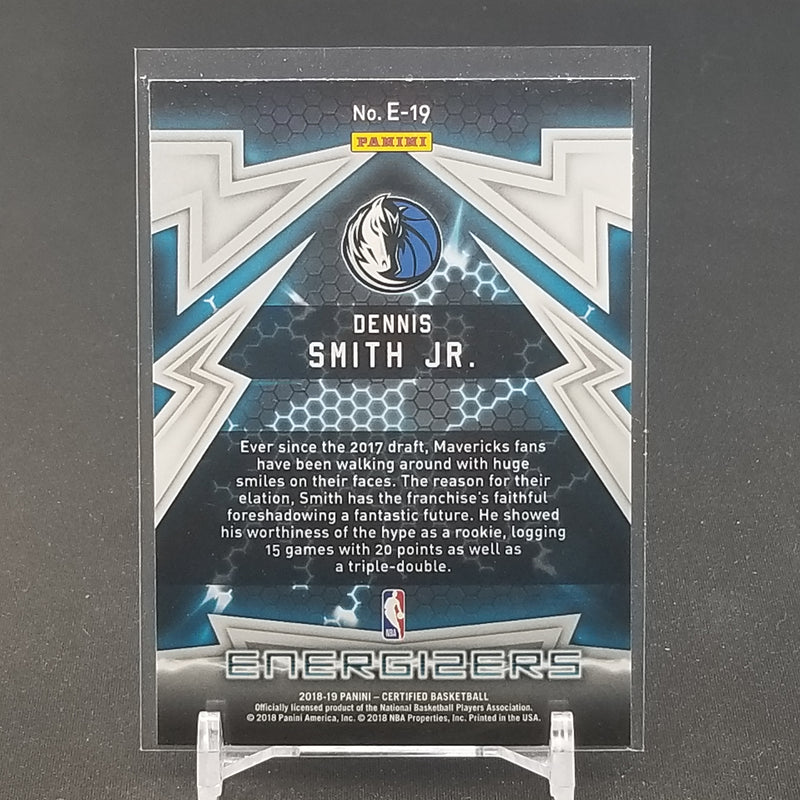 No. E-19
PANINI
DENNIS
SMITH JR.
Ever since the 2017 draft, Mavericks fans
have been walking around with huge
smiles on their faces. The reason for their
elation, Smith has the franchise's faithful
foreshadowing a fantastic future. He showed
his worthiness of the hype as a rookie, logging
15 games with 20 points as well as
a triple-double.
NBA
ENERGIZERS
2018-19 PANINI – CERTIFIED BASKETBALL
Officially licensed product of the National Basketball Players Association.
© 2018 Panini America, Inc. © 2018 NBA Properties, Inc. Printed in the USA.